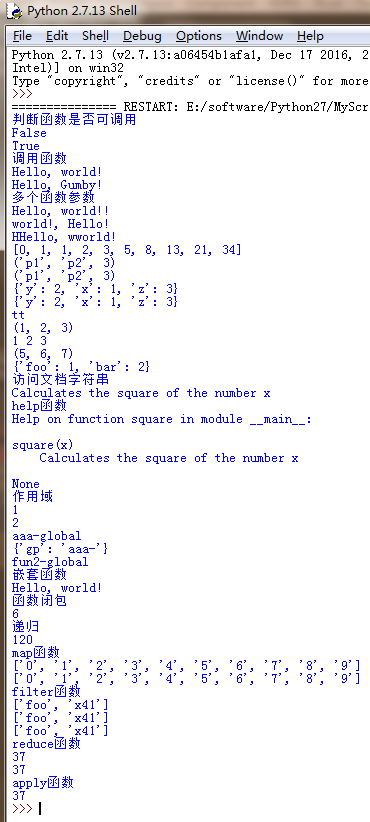 Python 2.7.13 Shell
File Edit Shell Debug Options Window Help
Python 2.7.13 (v2.7.13:a06454b1afa1, Dec 17 2016, 2
Intel)] on win32
Type "copyright", "credits" or "license()" for more
>>>
=============== RESTART: E:/software/Python27/MyScr
判断函数是否可调用
False
True
调用函数
Hello, world!
Hello, Gumby!
多个函数参数
Hello, world!!
world!, Hello!
HHello, wworld!
[0, 1, 1, 2, 3, 5, 8, 13, 21, 34]
('p1', 'p2', 3)
('p1', 'p2', 3)
{'y': 2, 'x': 1, 'z': 3}
{'y': 2, 'x': 1, 'z': 3}
tt
(1, 2, 3)
1 2 3
(5, 6, 7)
{'foo': 1, 'bar': 2}
访问文档字符串
Calculates the square of the number x
help函数
Help on function square in module __main__:
square(x)
    Calculates the square of the number x
None
作用域
1
2
aaa-global
{'gp': 'aaa-'}
fun2-global
嵌套函数
Hello, world!
函数闭包
6
递归
120
map函数
['0', '1', '2', '3', '4', '5', '6', '7', '8', '9']
['0', '1', '2', '3', '4', '5', '6', '7', '8', '9']
filter函数
['foo', 'x41']
['foo', 'x41']
['foo', 'x41']
reduce函数
37
37
apply函数
37
>>>